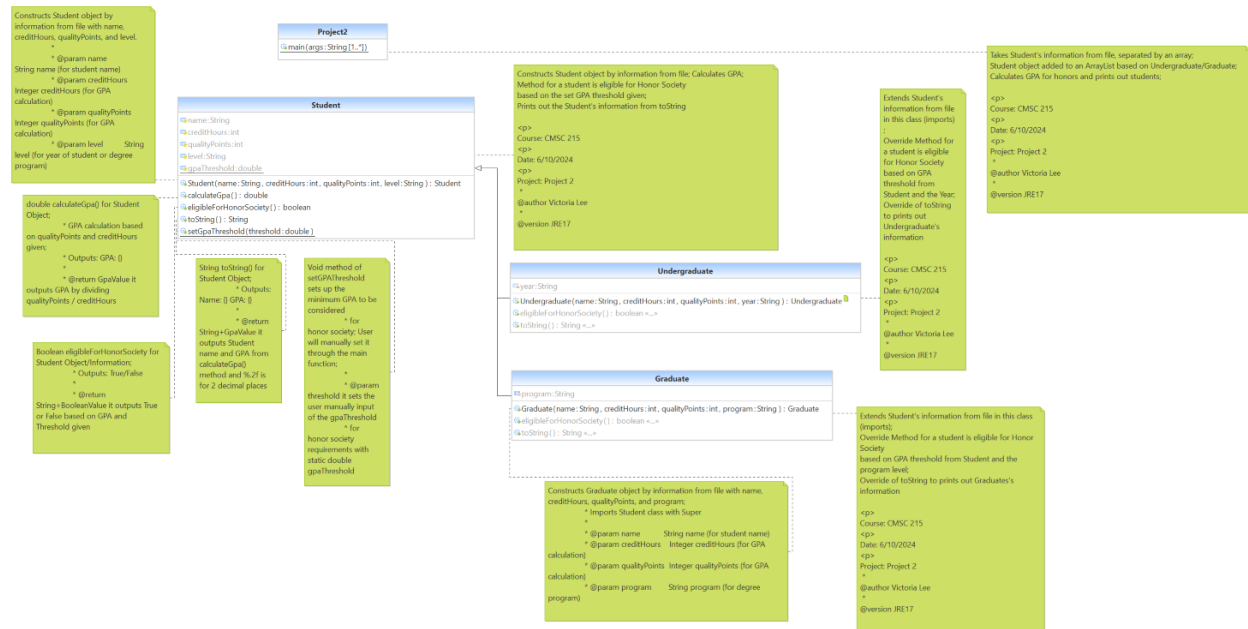 Constructs Student object by
information from file with name,
creditHours, qualityPoints, and level.
*
* @param name
String name (for student name)
* @param creditHours
Integer creditHours (for GPA
calculation)
* @param qualityPoints
Integer qualityPoints (for GPA
calculation)
* @param level String
level (for year of student or degree
program)
Project2
main(args:String[1..*])
Takes Student's information from file, separated by an array;
Student object added to an ArrayList based on Undergraduate/Graduate;
Calculates GPA for honors and prints out students;
<p>
Course: CMSC 215
<p>
Date: 6/10/2024
<p>
Project: Project 2
*
@author Victoria Lee
*
@version JRE17
Student
name:String
creditHours:int
qualityPoints:int
level:String
gpaThreshold:double
Student(name:String, creditHours:int, qualityPoints:int, level:String) : Student
calculateGpa() : double
eligibleForHonorSociety() : boolean
toString() : String
setGpaThreshold(threshold:double)
Constructs Student object by information from file; Calculates GPA;
Method for a student is eligible for Honor Society
based on the set GPA threshold given;
Prints out the Student's information from toString
<p>
Course: CMSC 215
<p>
Date: 6/10/2024
<p>
Project: Project 2
*
@author Victoria Lee
*
@version JRE17
Extends Student's
information from file
in this class (imports)
;
Override Method for
a student is eligible
for Honor Society
based on GPA
threshold from
Student and the Year;
Override of toString
to prints out
Undergraduate's
information
<p>
Course: CMSC 215
<p>
Date: 6/10/2024
<p>
Project: Project 2
*
@author Victoria Lee
*
@version JRE17
double calculateGpa() for Student
Object;
* GPA calculation based
on qualityPoints and creditHours
given;
* Outputs: GPA: {}
*
* @return GpaValue it
outputs GPA by dividing
qualityPoints / creditHours
String toString() for
Student Object;
* Outputs:
Name: {} GPA: {}
*
* @return
String+GpaValue it
outputs Student
name and GPA from
calculateGpa()
method and %.2f is
for 2 decimal places
Void method of
setGPAThreshold
sets up the
minimum GPA to be
considered
* for
honor society; User
will manually set it
through the main
function;
*
* @param
threshold it sets the
user manually input
of the gpaThreshold
* for
honor society
requirements with
static double
gpaThreshold
Boolean eligibleForHonorSociety for
Student Object/Information;
* Outputs: True/False
*
* @return
String+BooleanValue it outputs True
or False based on GPA and
Threshold given
Undergraduate
year:String
Undergraduate(name:String, creditHours:int, qualityPoints:int, year:String) : Undergraduate
eligibleForHonorSociety() : boolean «...»
toString() : String «...»
Graduate
program:String
Graduate(name:String, creditHours:int, qualityPoints:int, program:String) : Graduate
eligibleForHonorSociety() : boolean «...»
toString() : String «...»
Extends Student's information from file in this class
(imports);
Override Method for a student is eligible for Honor
Society
based on GPA threshold from Student and the
program level;
Override of toString to prints out Graduates's
information
<p>
Course: CMSC 215
<p>
Date: 6/10/2024
<p>
Project: Project 2
*
@author Victoria Lee
*
@version JRE17
Constructs Graduate object by information from file with name,
creditHours, qualityPoints, and program;
* Imports Student class with Super
*
* @param name String name (for student name)
* @param creditHours Integer creditHours (for GPA
calculation)
* @param qualityPoints Integer qualityPoints (for GPA
calculation)
* @param program String program (for degree
program)